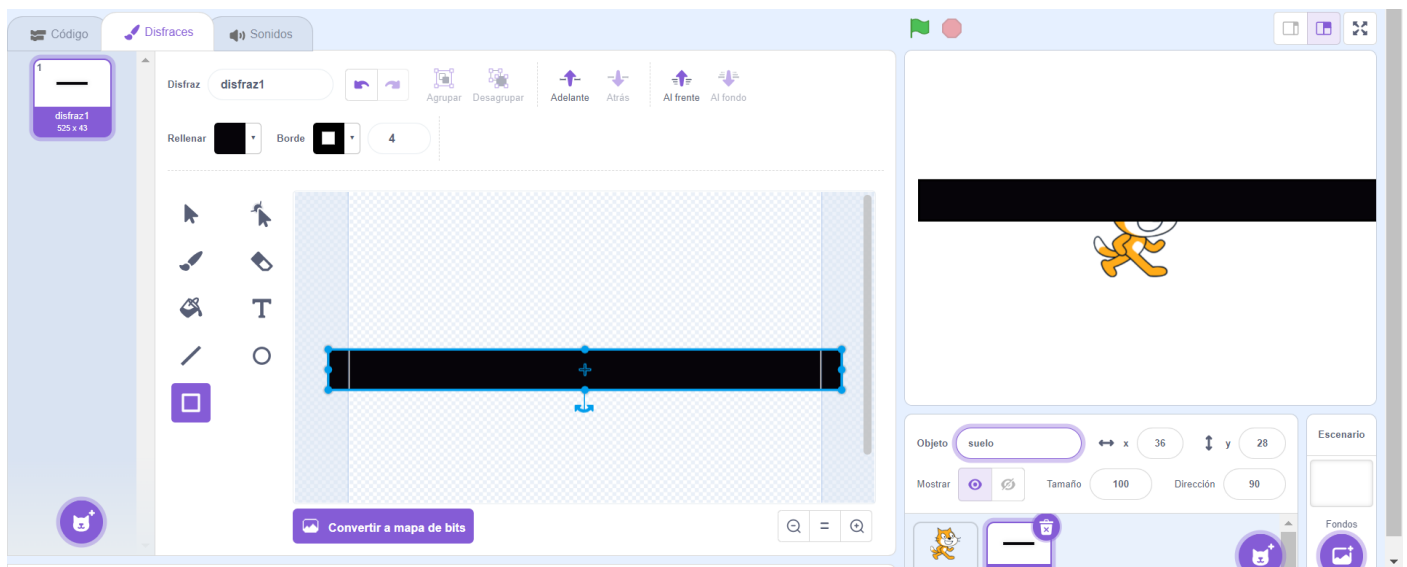 Código
Disfraces
Sonidos
1
disfraz1
525 x 43
Disfraz
disfraz1
Agrupar
Desagrupar
Adelante
Atrás
Al frente
Al fondo
Rellenar
Borde
4
T
Convertir a mapa de bits
=
Objeto
suelo
x
36
y
28
Mostrar
Tamaño
100
Dirección
90
Escenario
Fondos